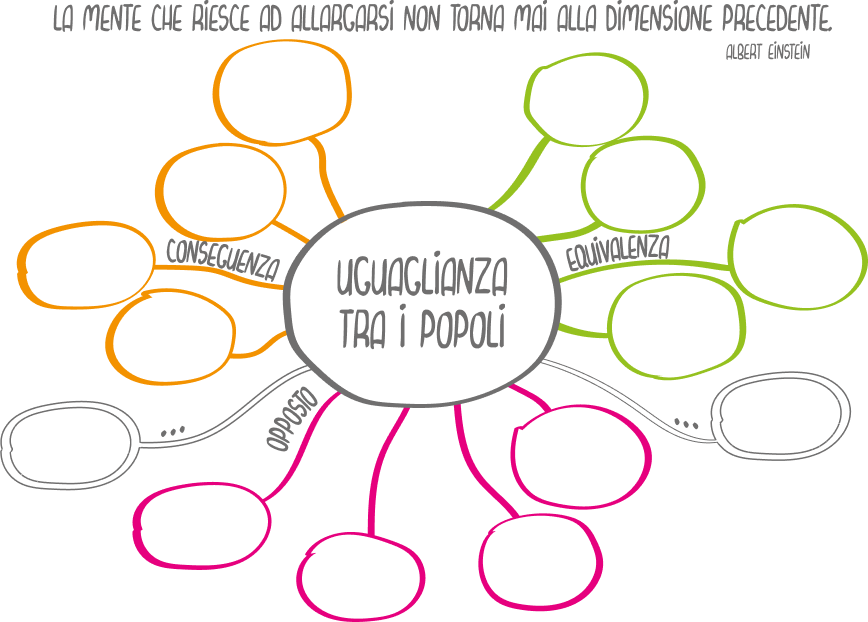 LA MENTE CHE RIESCE AD ALLARGARSI NON TORNA MAI ALLA DIMENSIONE PRECEDENTE.
ALBERT EINSTEIN
CONSEGUENZA
EQUIVALENZA
UGUAGLIANZA
TRA I POPOLI
OPPOSTO
...
...